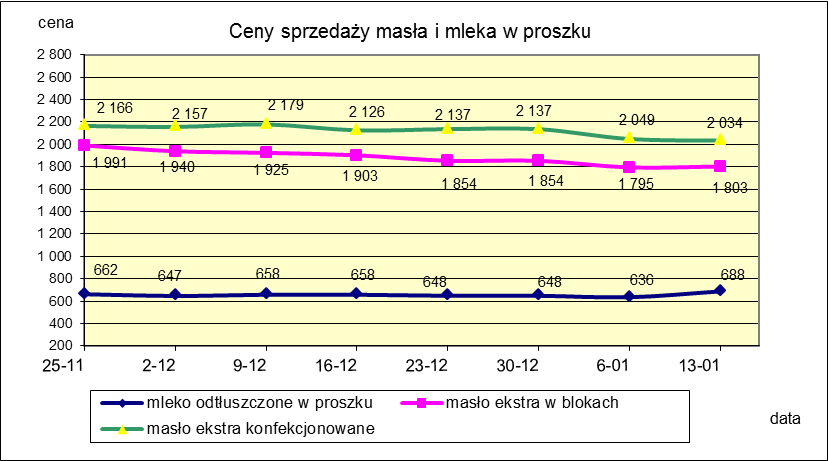 cena
Ceny sprzedaży masła i mleka w proszku
2 800
2 600
2 400
2 200
2 000
1 800
1 600
1 400
1 200
1 000
800
600
400
200
2 166 2 157 2 179 2 126 2 137 2 137 2 049 2 034
1 991 1 940 1 925 1 903 1 854 1 854 1 795 1 803
662 647 658 658 648 648 636 688
25-11 2-12 9-12 16-12 23-12 30-12 6-01 13-01
mleko odtłuszczone w proszku masło ekstra w blokach
masło ekstra konfekcjonowane
data